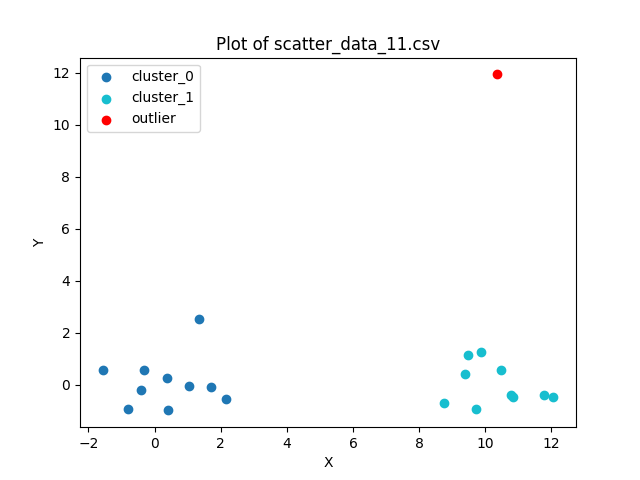 Plot of scatter_data_11.csv
cluster_0
cluster_1
outlier
12
10
8
6
4
2
0
Y
−2 0 2 4 6 8 10 12
X